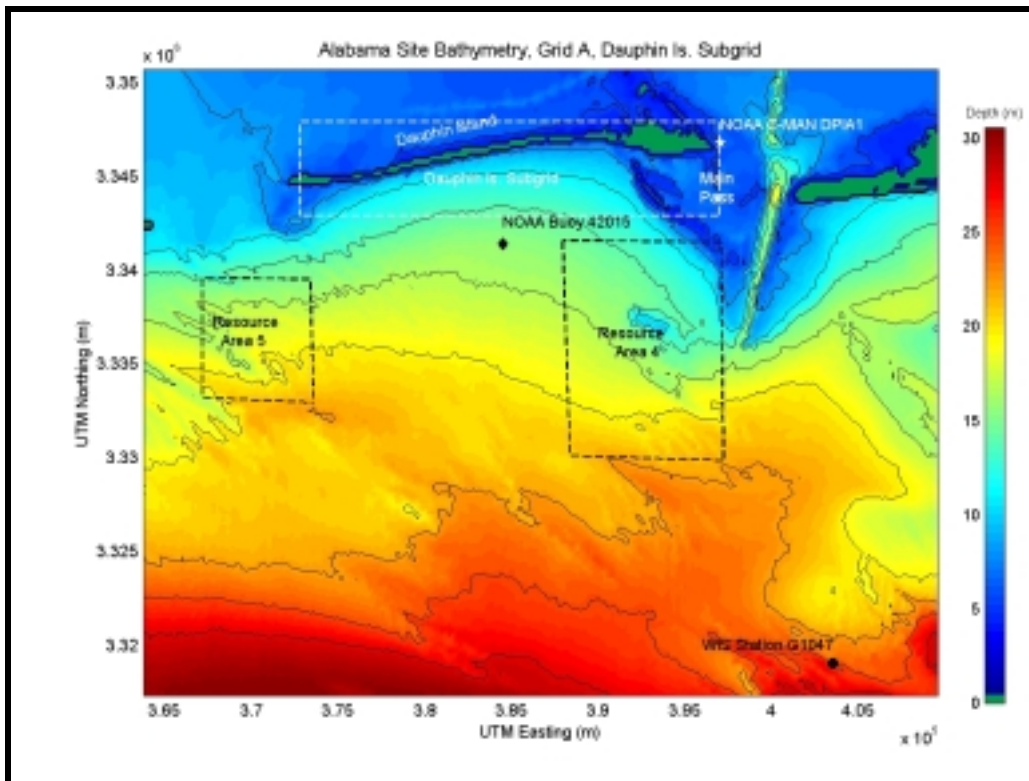 Alabama Site Bathymetry, Grid A, Dauphin Is. Subgrid
x 10⁶
3.35
3.345
3.34
3.335
3.33
3.325
3.32
UTM Northing (m)
Dauphin Island
NOAA C-MAN DPIA1
Dauphin Is. Subgrid
Main
Pass
NOAA Buoy 42015
Resource
Area 5
Resource
Area 4
WIS Station G1047
3.65
3.7
3.75
3.8
3.85
3.9
3.95
4
4.05
UTM Easting (m)
x 10⁵
Depth (m)
30
25
20
15
10
5
0